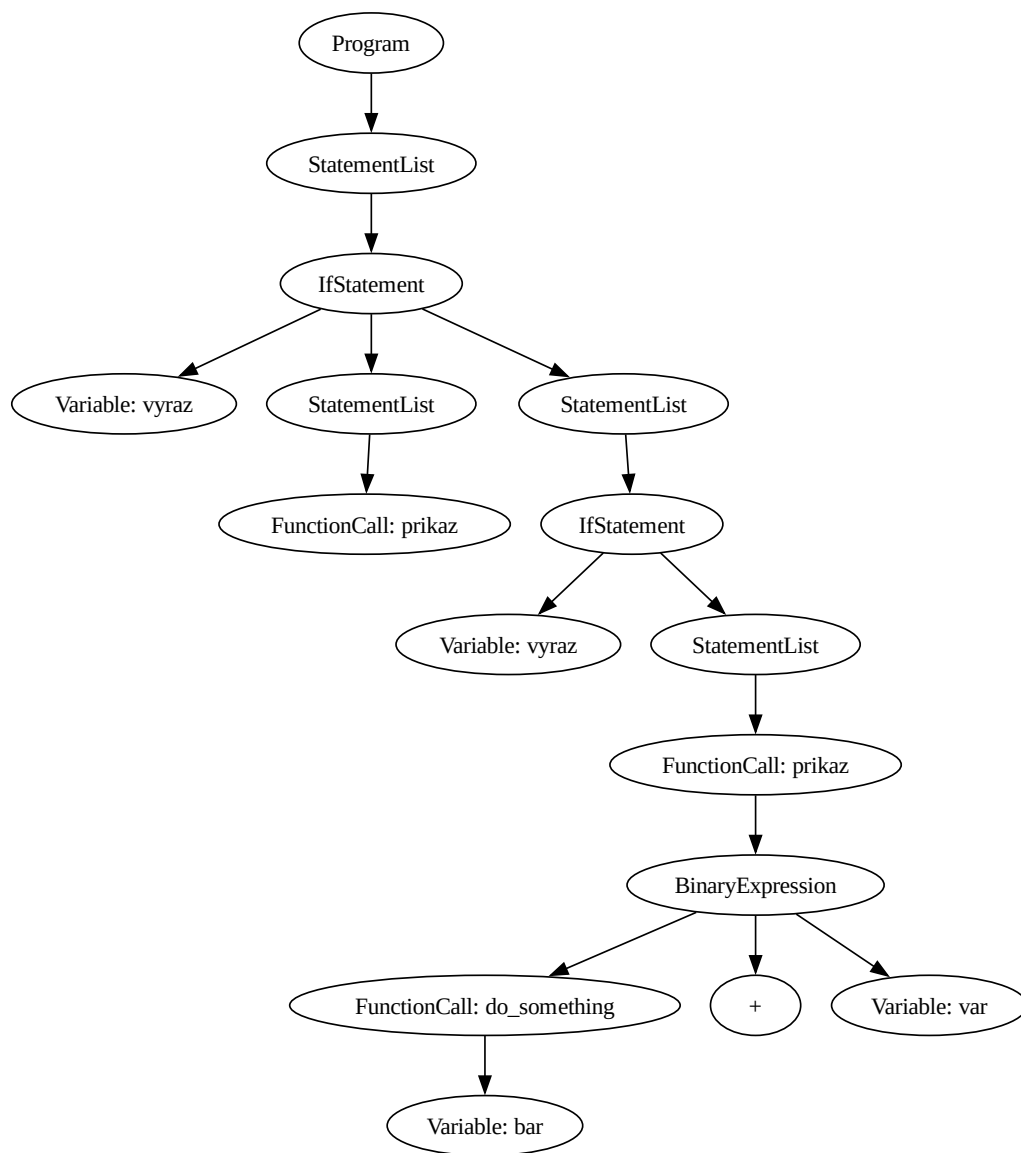 Program
StatementList
IfStatement
Variable: vyraz
StatementList
StatementList
FunctionCall: prikaz
IfStatement
Variable: vyraz
StatementList
FunctionCall: prikaz
BinaryExpression
FunctionCall: do_something
+
Variable: var
Variable: bar